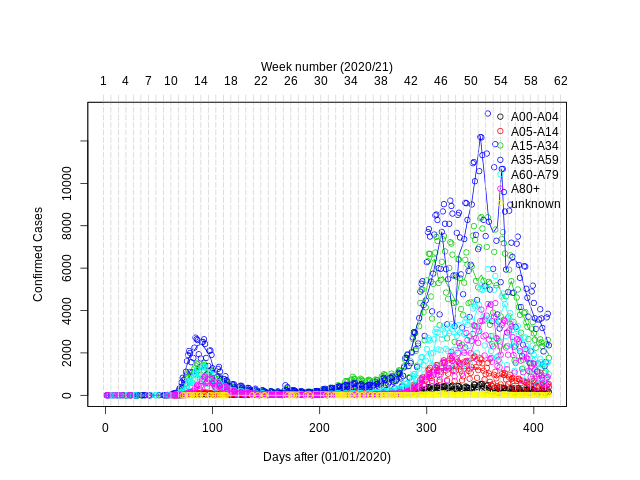 Week number (2020/21)
1 4 7 10 14 18 22 26 30 34 38 42 46 50 54 58 62
A00-A04
A05-A14
A15-A34
A35-A59
A60-A79
A80+
unknown
Confirmed Cases
10000
8000
6000
4000
2000
0
0 100 200 300 400
Days after (01/01/2020)